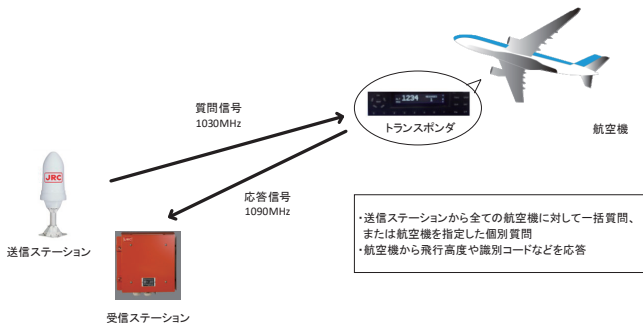 1234
トランスポンダ
航空機
質問信号
1030MHz
JRC
応答信号
1090MHz
送信ステーション
受信ステーション
・送信ステーションから全ての航空機に対して一括質問、
または航空機を指定した個別質問
・航空機から飛行高度や識別コードなどを応答